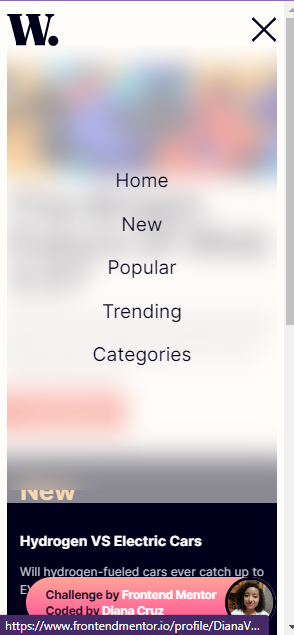 W.
Home
New
Popular
Trending
Categories
New
Hydrogen VS Electric Cars
Will hydrogen-fueled cars ever catch up to
Challenge by Frontend Mentor
Coded by Diana Cruz
https://www.frontendmentor.io/profile/DianaV...